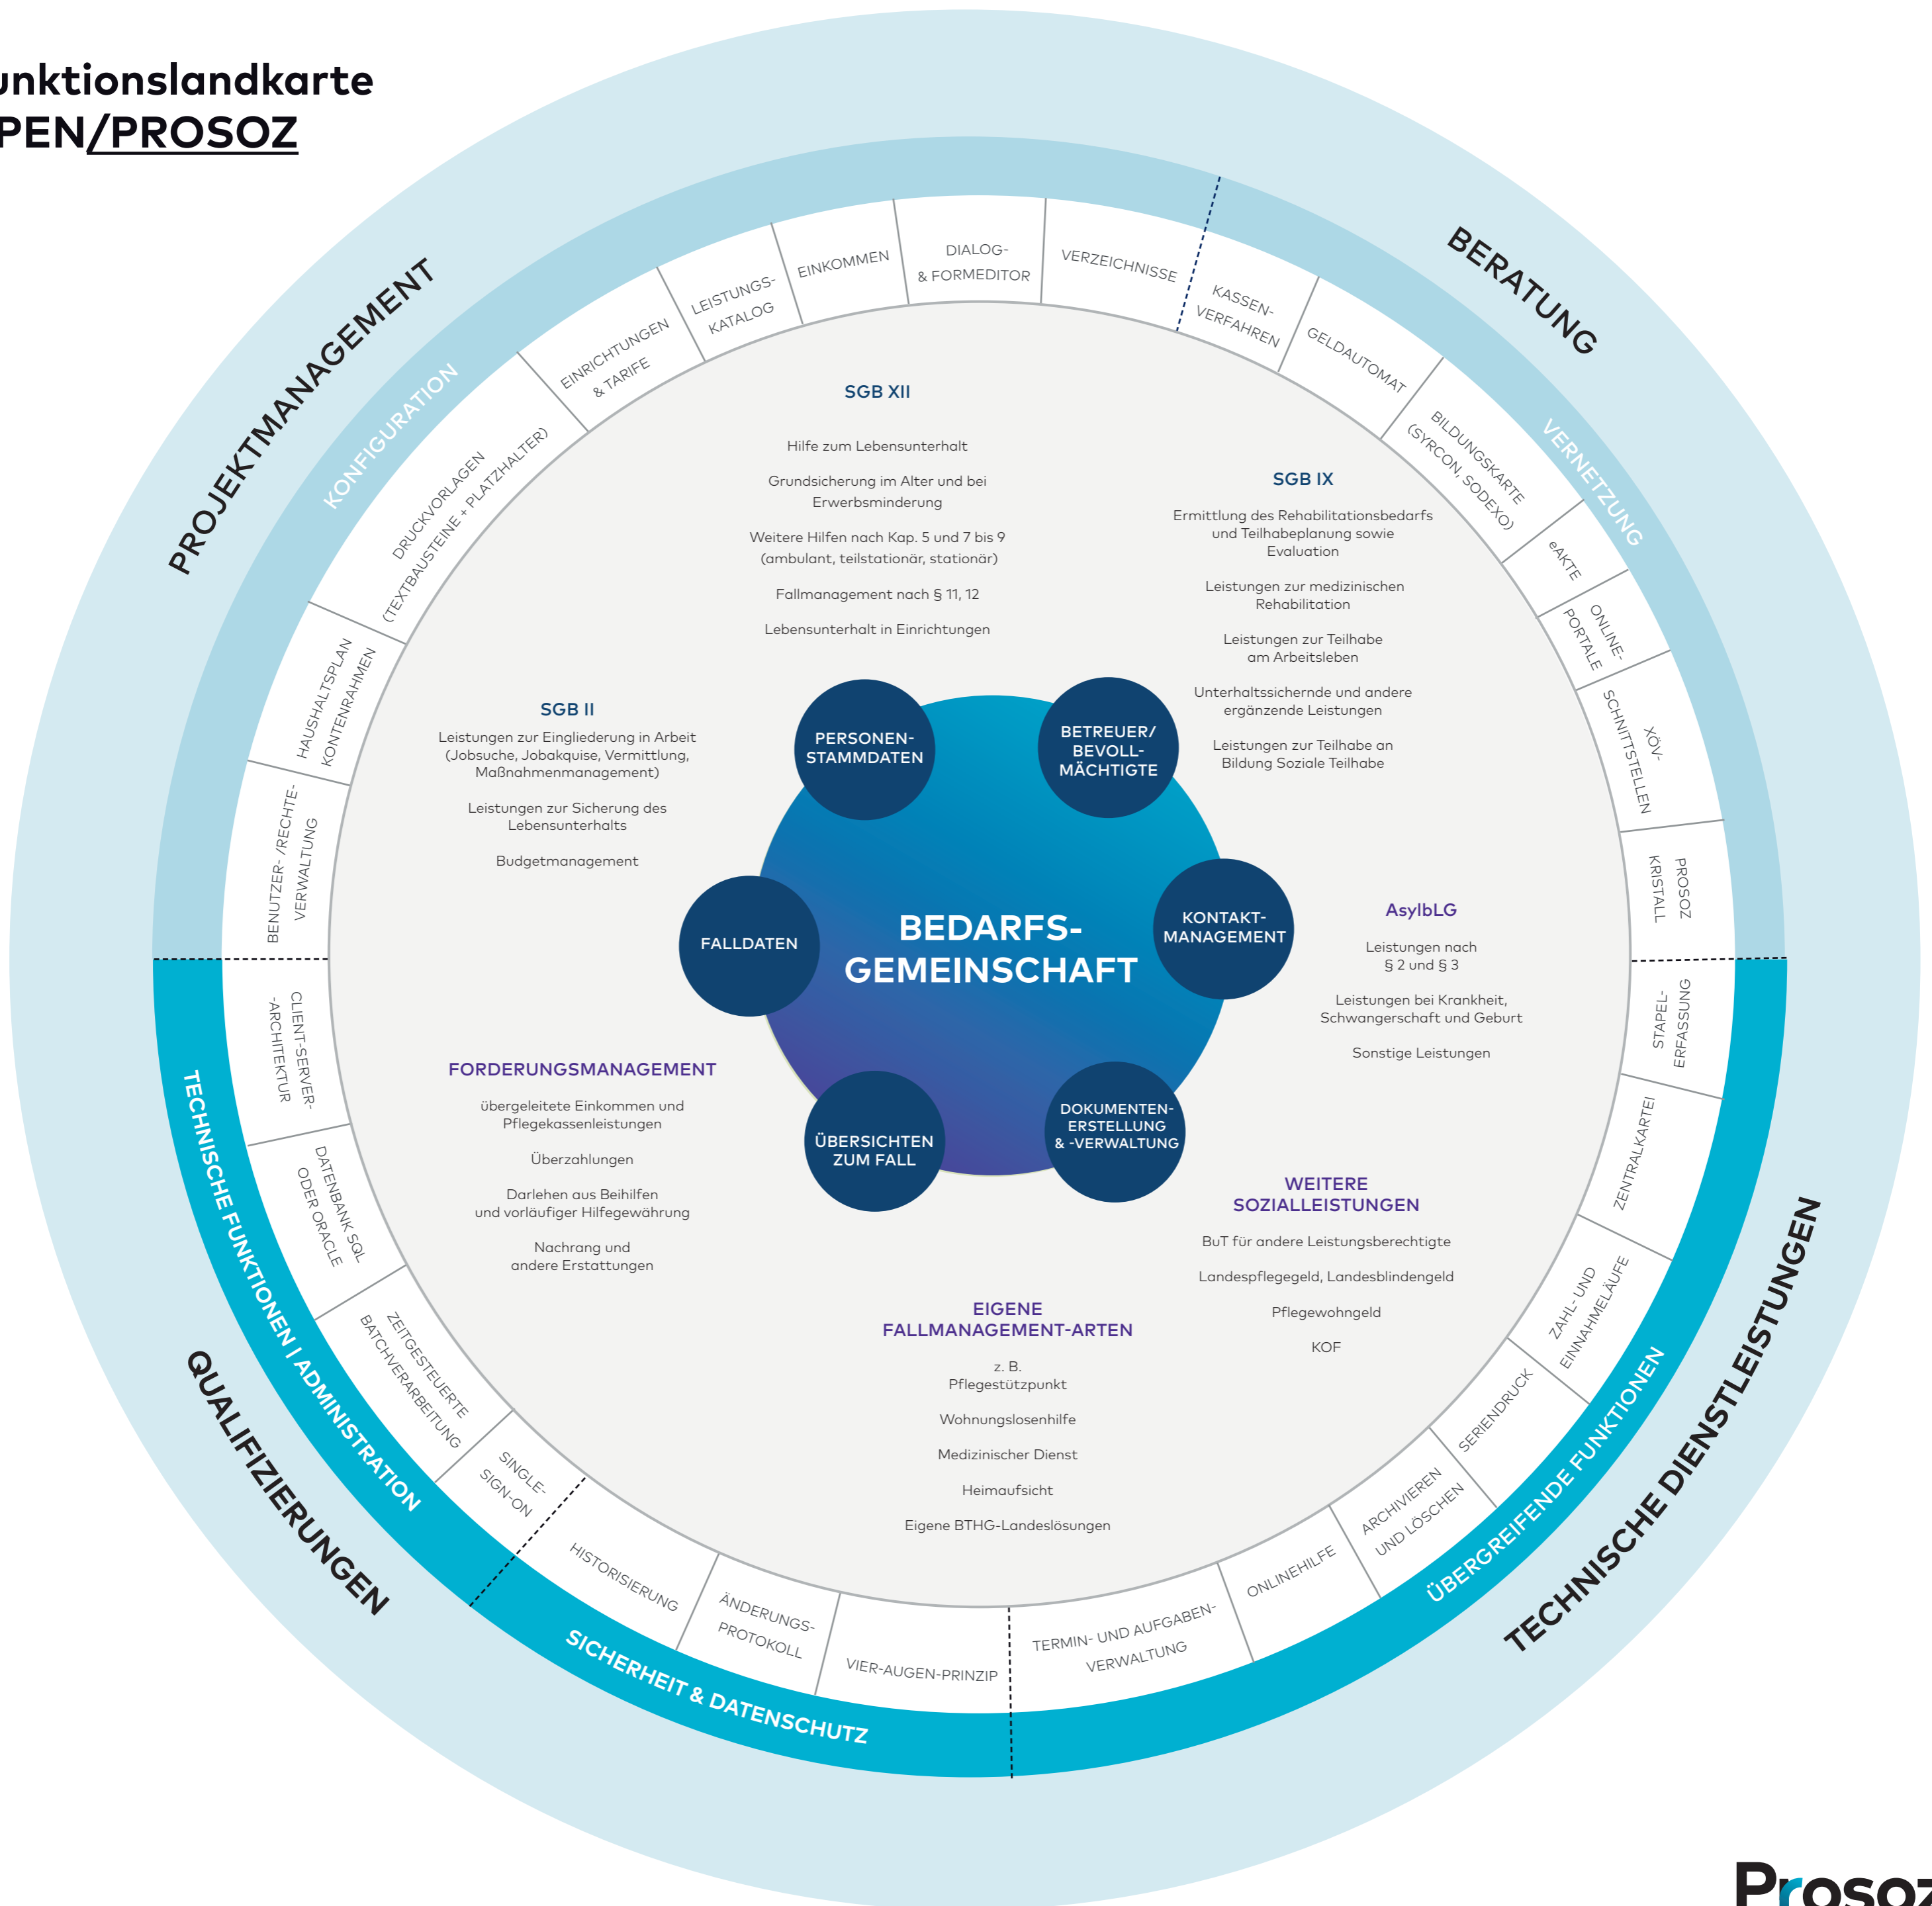 unktionslandkarte
PEN/PROSOZ
PROJEKTMANAGEMENT
BERATUNG
QUALIFIZIERUNGEN
TECHNISCHE DIENSTLEISTUNGEN
KONFIGURATION
BENUTZER- /RECHTE-
VERWALTUNG
HAUSHALTSPLAN
KONTENRAHMEN
DRUCKVORLAGEN
(TEXTBAUSTEINE + PLATZHALTER)
EINRICHTUNGEN
& TARIFE
LEISTUNGS-
KATALOG
EINKOMMEN
DIALOG-
& FORMEDITOR
VERZEICHNISSE
VERNETZUNG
KASSEN-
VERFAHREN
GELDAUTOMAT
BILDUNGSKARTE
(SYRCON, SODEXO)
eAKTE
ONLINE-
PORTALE
XÖV-
SCHNITTSTELLEN
PROSOZ
KRISTALL
ÜBERGREIFENDE FUNKTIONEN
STAPEL-
ERFASSUNG
ZENTRALKARTEI
ZAHL- UND
EINNAHMELÄUFE
SERIENDRUCK
ARCHIVIEREN
UND LÖSCHEN
ONLINEHILFE
TERMIN- UND AUFGABEN-
VERWALTUNG
SICHERHEIT & DATENSCHUTZ
VIER-AUGEN-PRINZIP
ÄNDERUNGS-
PROTOKOLL
HISTORISIERUNG
TECHNISCHE FUNKTIONEN | ADMINISTRATION
SINGLE-
SIGN-ON
ZEITGESTEUERTE
BATCHVERARBEITUNG
DATENBANK SQL
ODER ORACLE
CLIENT-SERVER-
-ARCHITEKTUR
SGB XII
Hilfe zum Lebensunterhalt
Grundsicherung im Alter und bei
Erwerbsminderung
Weitere Hilfen nach Kap. 5 und 7 bis 9
(ambulant, teilstationär, stationär)
Fallmanagement nach § 11, 12
Lebensunterhalt in Einrichtungen
SGB IX
Ermittlung des Rehabilitationsbedarfs
und Teilhabeplanung sowie
Evaluation
Leistungen zur medizinischen
Rehabilitation
Leistungen zur Teilhabe
am Arbeitsleben
Unterhaltssichernde und andere
ergänzende Leistungen
Leistungen zur Teilhabe an
Bildung Soziale Teilhabe
SGB II
Leistungen zur Eingliederung in Arbeit
(Jobsuche, Jobakquise, Vermittlung,
Maßnahmenmanagement)
Leistungen zur Sicherung des
Lebensunterhalts
Budgetmanagement
PERSONEN-
STAMMDATEN
BETREUER/
BEVOLL-
MÄCHTIGTE
FALLDATEN
BEDARFS-
GEMEINSCHAFT
KONTAKT-
MANAGEMENT
ÜBERSICHTEN
ZUM FALL
DOKUMENTEN-
ERSTELLUNG
& -VERWALTUNG
AsylbLG
Leistungen nach
§ 2 und § 3
Leistungen bei Krankheit,
Schwangerschaft und Geburt
Sonstige Leistungen
FORDERUNGSMANAGEMENT
übergeleitete Einkommen und
Pflegekassenleistungen
Überzahlungen
Darlehen aus Beihilfen
und vorläufiger Hilfegewährung
Nachrang und
andere Erstattungen
WEITERE
SOZIALLEISTUNGEN
BuT für andere Leistungsberechtigte
Landespflegegeld, Landesblindengeld
Pflegewohngeld
KOF
EIGENE
FALLMANAGEMENT-ARTEN
z. B.
Pflegestützpunkt
Wohnungslosenhilfe
Medizinischer Dienst
Heimaufsicht
Eigene BTHG-Landeslösungen
Prosoz